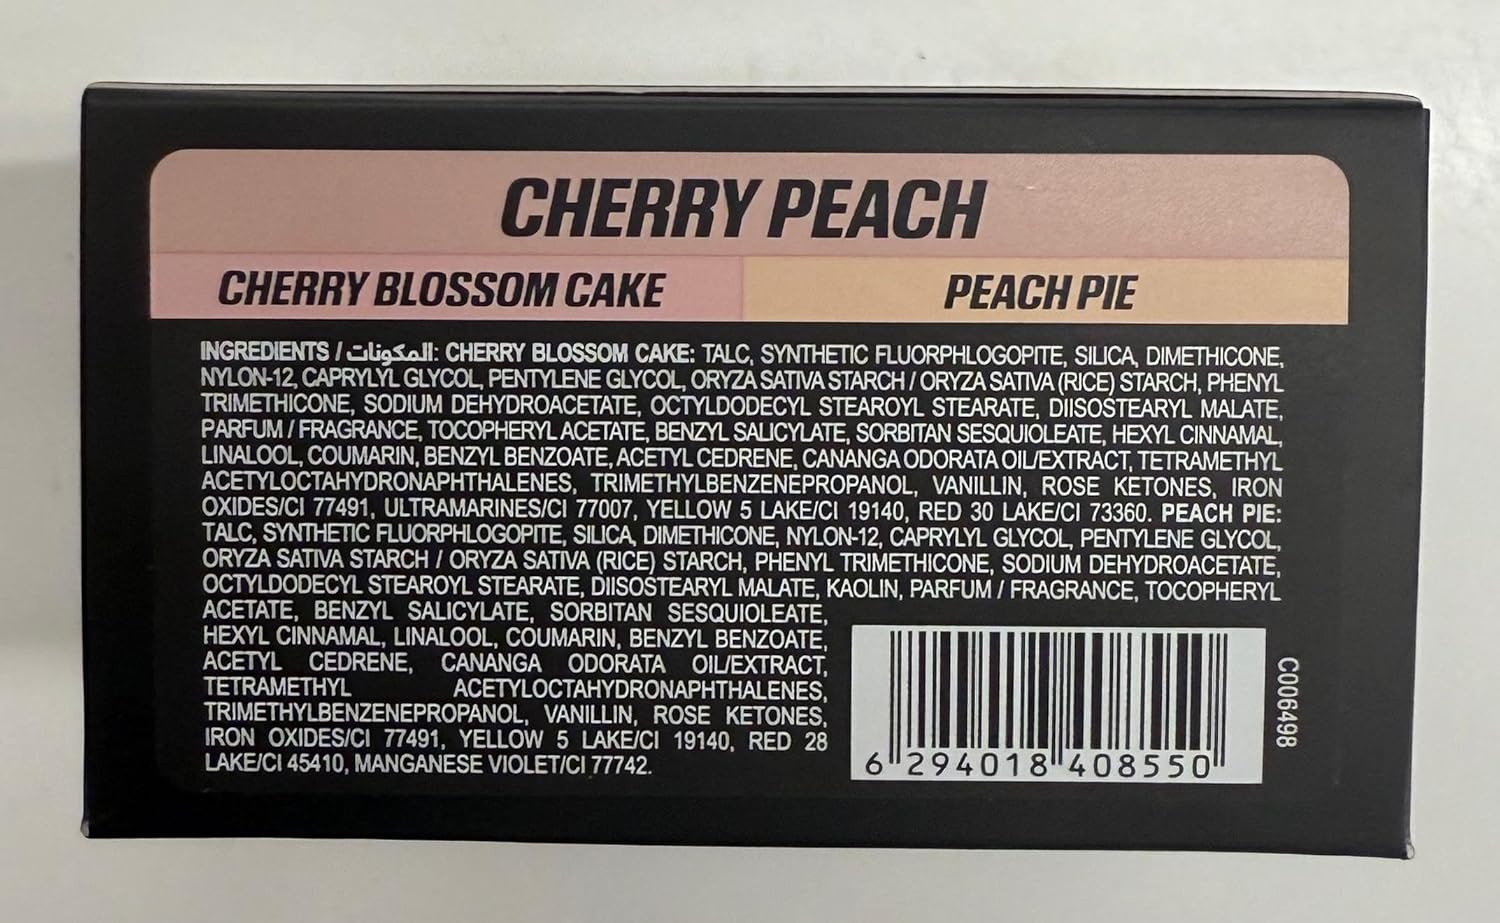 CHERRY PEACH
CHERRY BLOSSOM CAKE
PEACH PIE
INGREDIENTS / المكونات: CHERRY BLOSSOM CAKE: TALC, SYNTHETIC FLUORPHLOGOPITE, SILICA, DIMETHICONE,
NYLON-12, CAPRYLYL GLYCOL, PENTYLENE GLYCOL, ORYZA SATIVA STARCH / ORYZA SATIVA (RICE) STARCH, PHENYL
TRIMETHICONE, SODIUM DEHYDROACETATE, OCTYLDODECYL STEAROYL STEARATE, DIISOSTEARYL MALATE,
PARFUM / FRAGRANCE, TOCOPHERYL ACETATE, BENZYL SALICYLATE, SORBITAN SESQUIOLEATE, HEXYL CINNAMAL,
LINALOOL, COUMARIN, BENZYL BENZOATE, ACETYL CEDRENE, CANANGA ODORATA OIL/EXTRACT, TETRAMETHYL
ACETYLOCTAHYDRONAPHTHALENES, TRIMETHYLBENZENEPROPANOL, VANILLIN, ROSE KETONES, IRON
OXIDES/CI 77491, ULTRAMARINES/CI 77007, YELLOW 5 LAKE/CI 19140, RED 30 LAKE/CI 73360. PEACH PIE:
TALC, SYNTHETIC FLUORPHLOGOPITE, SILICA, DIMETHICONE, NYLON-12, CAPRYLYL GLYCOL, PENTYLENE GLYCOL,
ORYZA SATIVA STARCH / ORYZA SATIVA (RICE) STARCH, PHENYL TRIMETHICONE, SODIUM DEHYDROACETATE,
OCTYLDODECYL STEAROYL STEARATE, DIISOSTEARYL MALATE, KAOLIN, PARFUM / FRAGRANCE, TOCOPHERYL
ACETATE, BENZYL SALICYLATE, SORBITAN SESQUIOLEATE,
HEXYL CINNAMAL, LINALOOL, COUMARIN, BENZYL BENZOATE,
ACETYL CEDRENE, CANANGA ODORATA OIL/EXTRACT,
TETRAMETHYL ACETYLOCTAHYDRONAPHTHALENES,
TRIMETHYLBENZENEPROPANOL, VANILLIN, ROSE KETONES,
IRON OXIDES/CI 77491, YELLOW 5 LAKE/CI 19140, RED 28
LAKE/CI 45410, MANGANESE VIOLET/CI 77742.
6 294018 408550
C006498